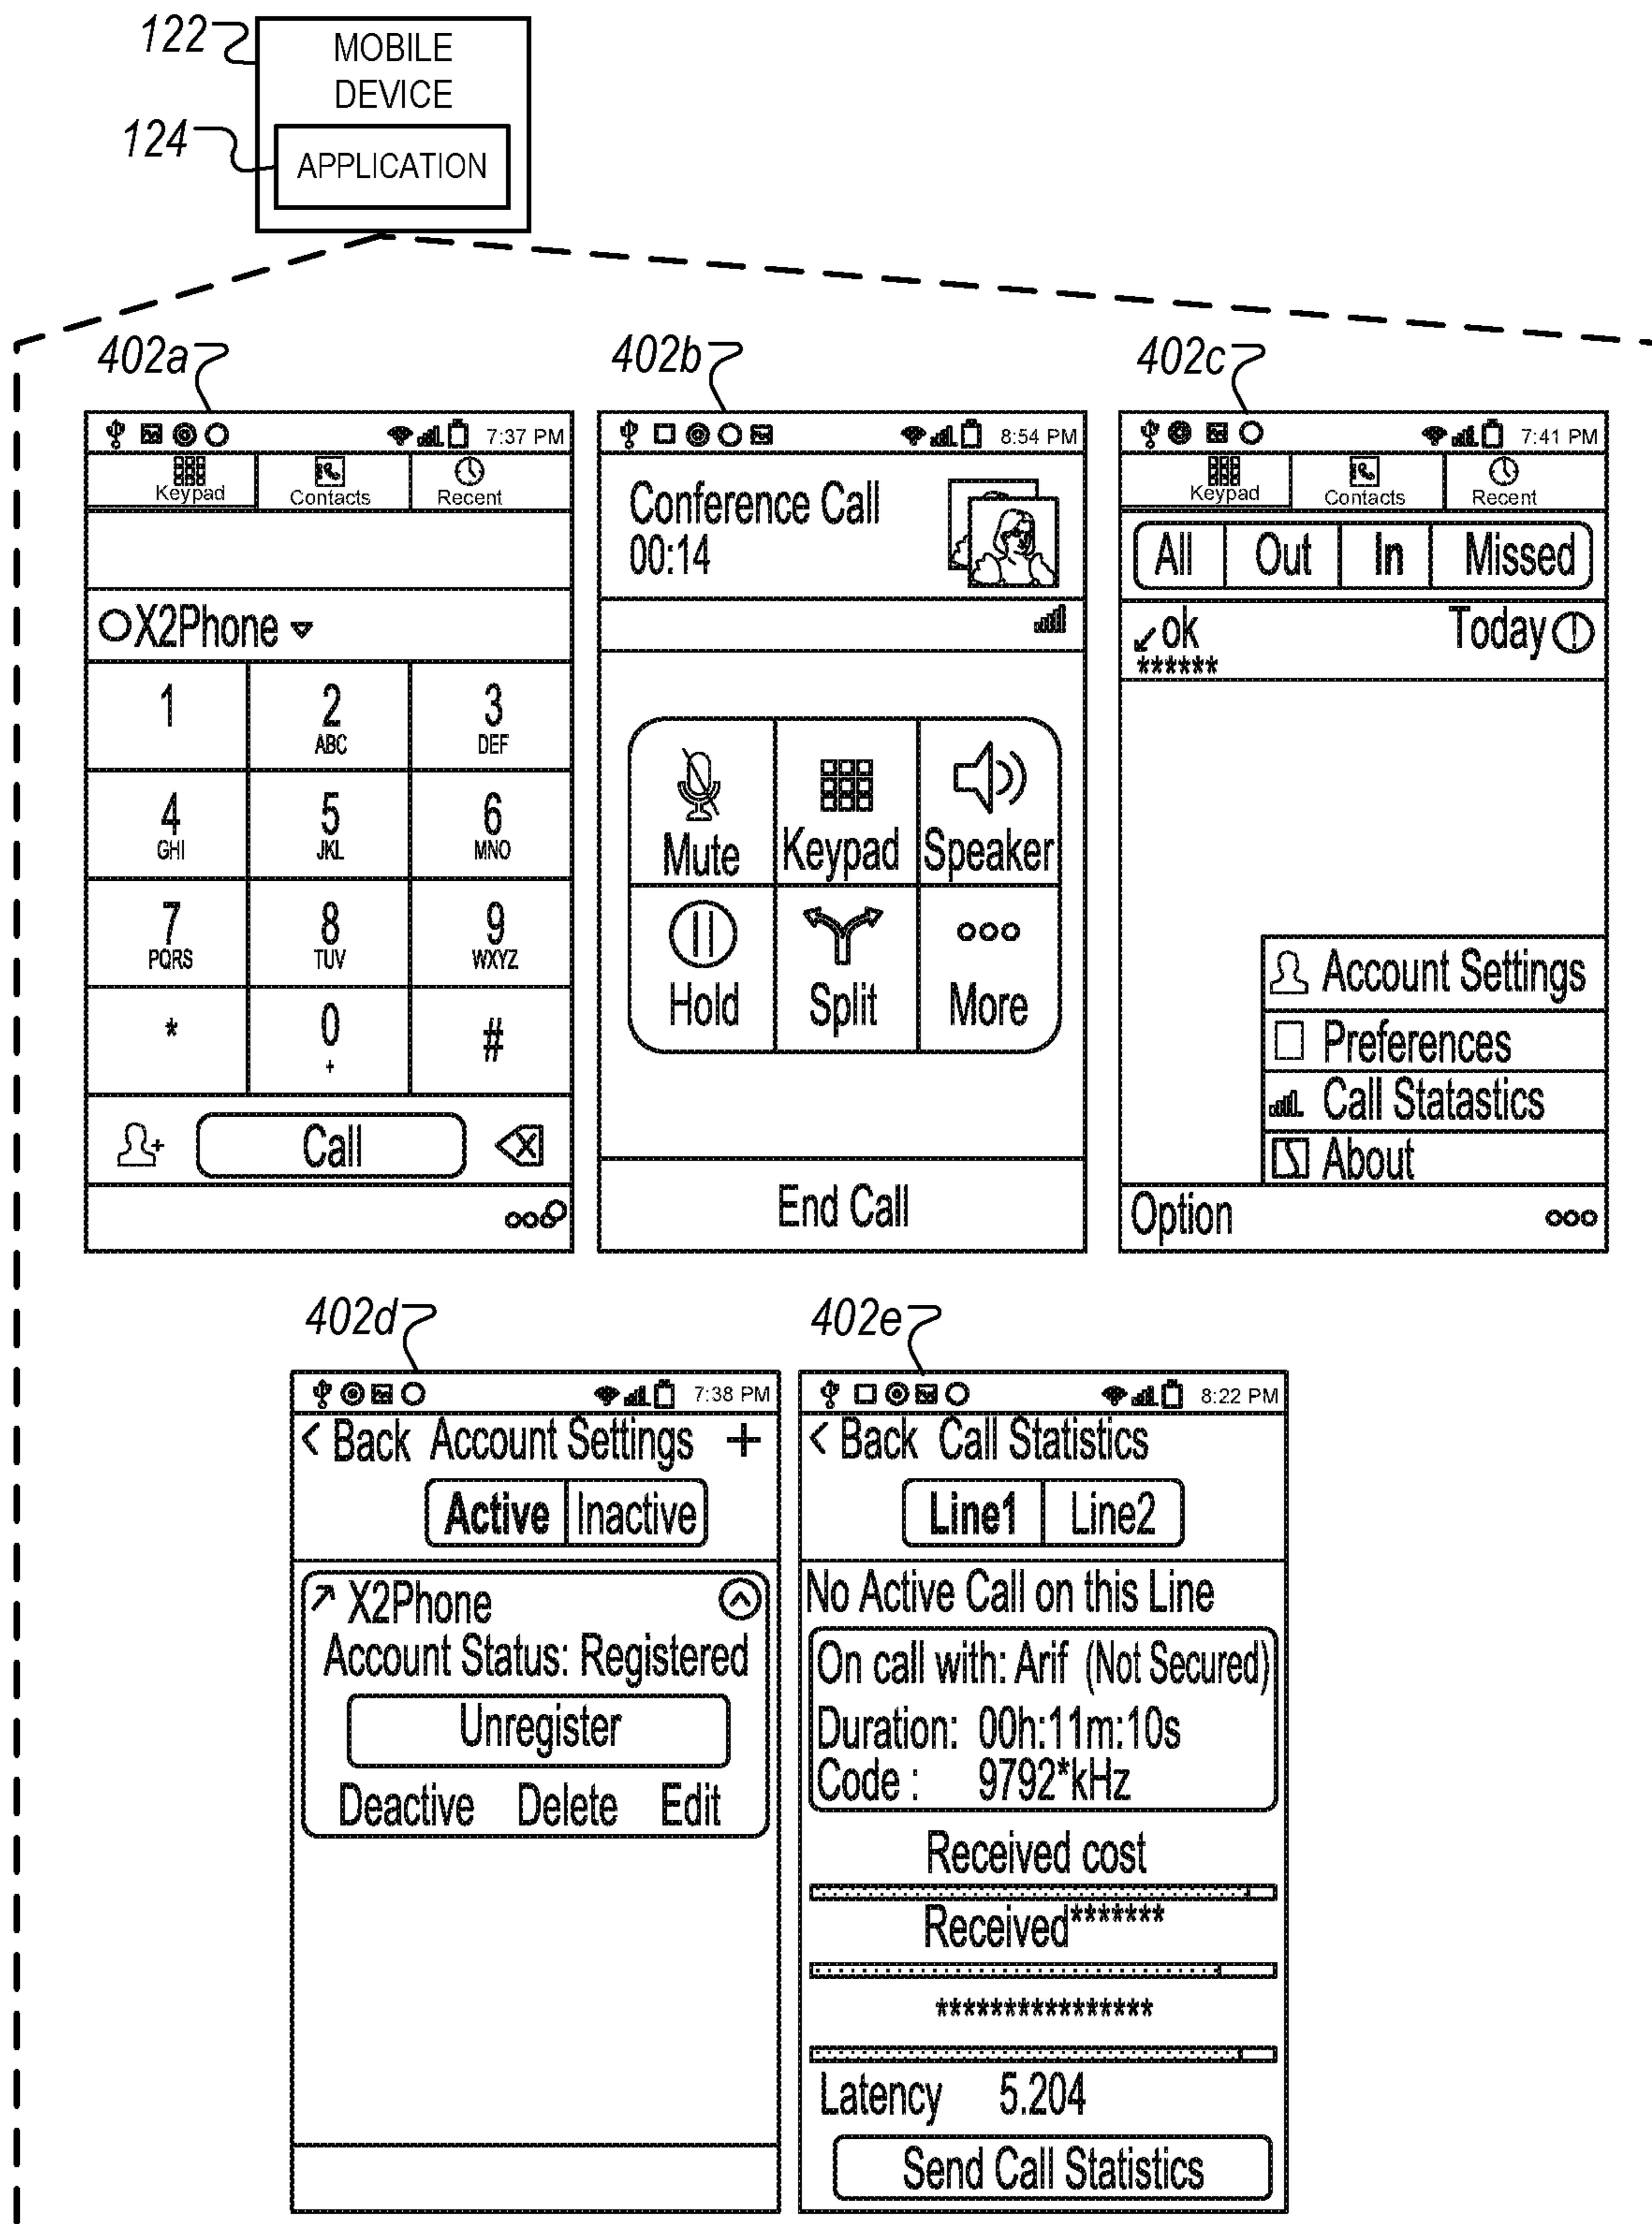 122
MOBILE
DEVICE
124
APPLICATION
402a
7:37 PM
Keypad Contacts Recent
X2Phone
1 2 3
ABC DEF
4 5 6
GHI JKL MNO
7 8 9
PQRS TUV WXYZ
* 0 #
+
Call
402b
8:54 PM
Conference Call
00:14
Mute Keypad Speaker
Hold Split More
End Call
402c
7:41 PM
Keypad Contacts Recent
All Out In Missed
ok Today
******
Account Settings
Preferences
Call Statastics
About
Option
402d
7:38 PM
< Back Account Settings +
Active Inactive
X2Phone
Account Status: Registered
Unregister
Deactive Delete Edit
402e
8:22 PM
< Back Call Statistics
Line1 Line2
No Active Call on this Line
On call with: Arif (Not Secured)
Duration: 00h:11m:10s
Code : 9792*kHz
Received cost
Received*******
****************
Latency 5.204
Send Call Statistics